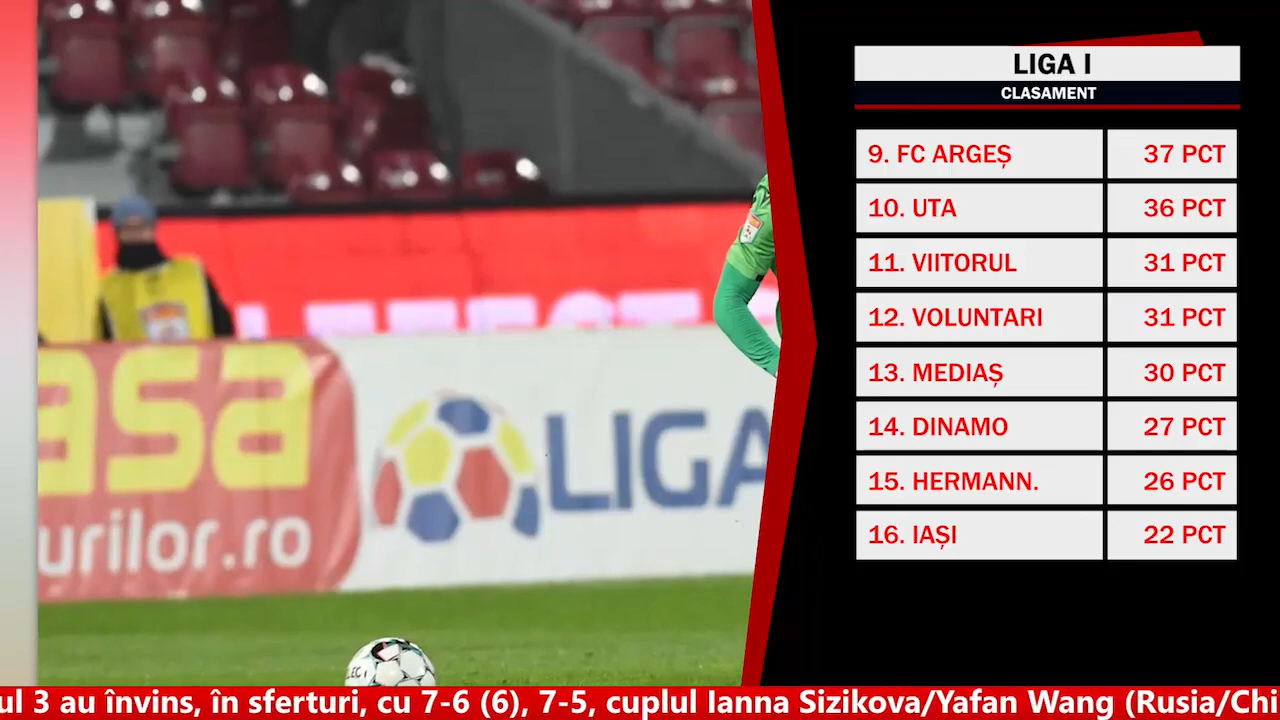 LIGA I
CLASAMENT
9. FC ARGEȘ 37 PCT
10. UTA 36 PCT
11. VIITORUL 31 PCT
12. VOLUNTARI 31 PCT
13. MEDIAȘ 30 PCT
14. DINAMO 27 PCT
15. HERMANN. 26 PCT
16. IAȘI 22 PCT
asa
urilor.ro
LIGA
ul 3 au învins, în sferturi, cu 7-6 (6), 7-5, cuplul Ianna Sizikova/Yafan Wang (Rusia/Chi